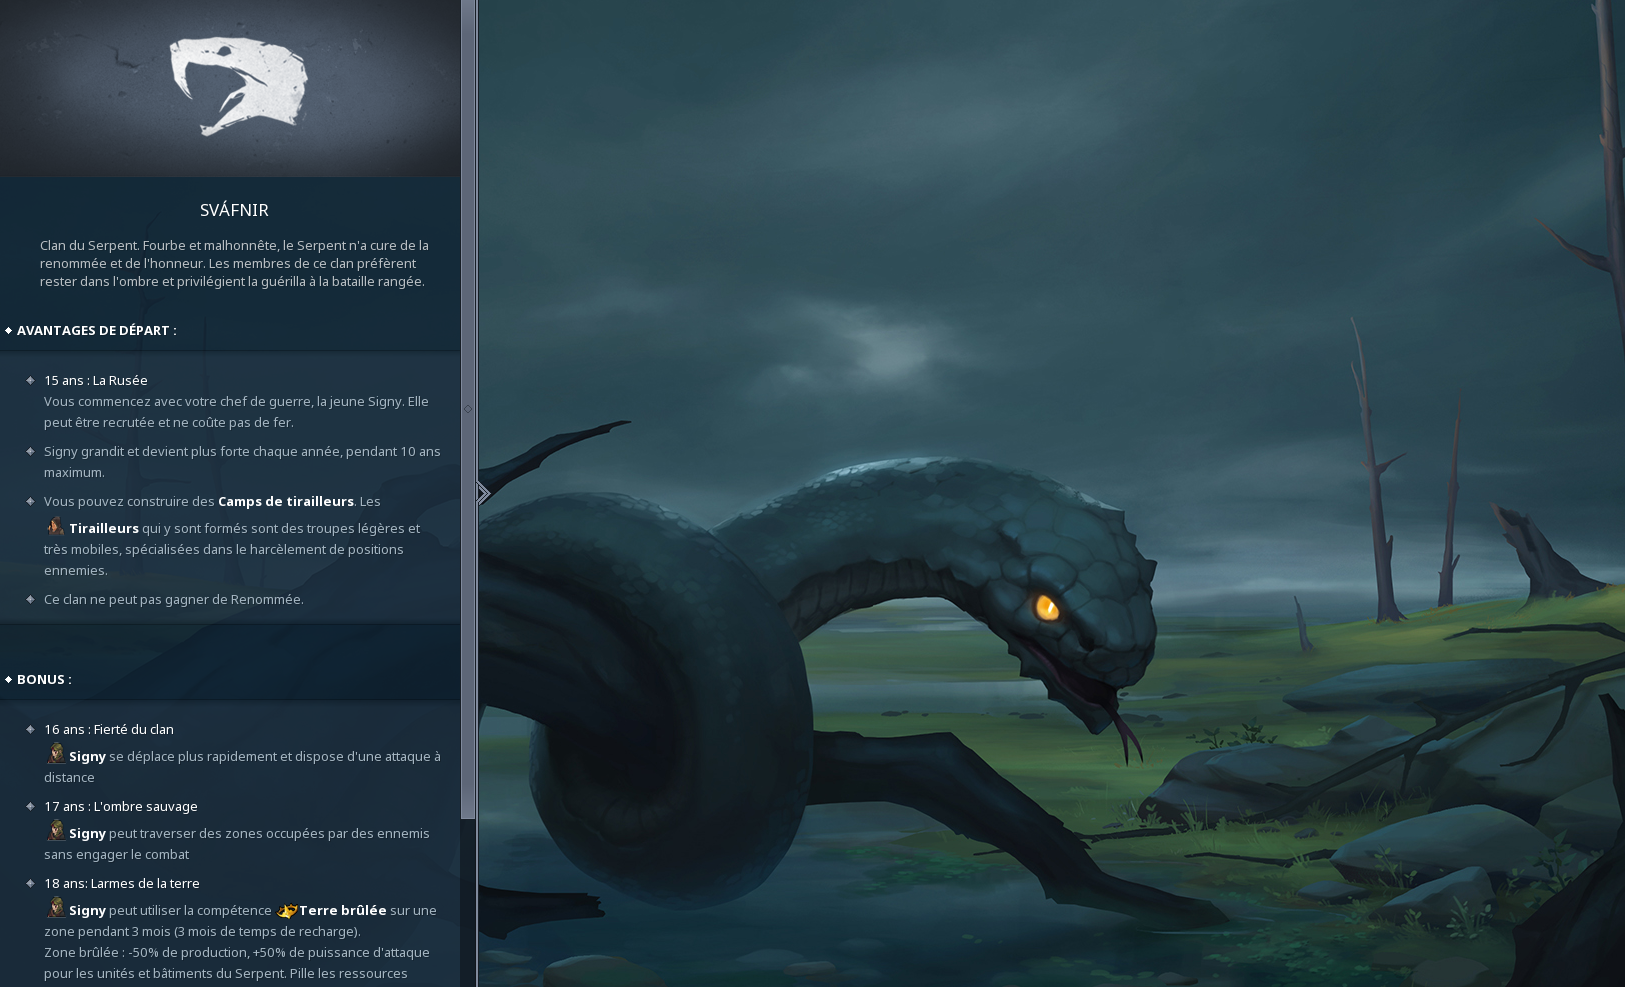 SVÁFNIR
Clan du Serpent. Fourbe et malhonnête, le Serpent n'a cure de la
renommée et de l'honneur. Les membres de ce clan préfèrent
rester dans l'ombre et privilégient la guérilla à la bataille rangée.
AVANTAGES DE DÉPART :
15 ans : La Rusée
Vous commencez avec votre chef de guerre, la jeune Signy. Elle
peut être recrutée et ne coûte pas de fer.
Signy grandit et devient plus forte chaque année, pendant 10 ans
maximum.
Vous pouvez construire des Camps de tirailleurs. Les
Tirailleurs qui y sont formés sont des troupes légères et
très mobiles, spécialisées dans le harcèlement de positions
ennemies.
Ce clan ne peut pas gagner de Renommée.
BONUS :
16 ans : Fierté du clan
Signy se déplace plus rapidement et dispose d'une attaque à
distance
17 ans : L'ombre sauvage
Signy peut traverser des zones occupées par des ennemis
sans engager le combat
18 ans: Larmes de la terre
Signy peut utiliser la compétence Terre brûlée sur une
zone pendant 3 mois (3 mois de temps de recharge).
Zone brûlée : -50% de production, +50% de puissance d'attaque
pour les unités et bâtiments du Serpent. Pille les ressources